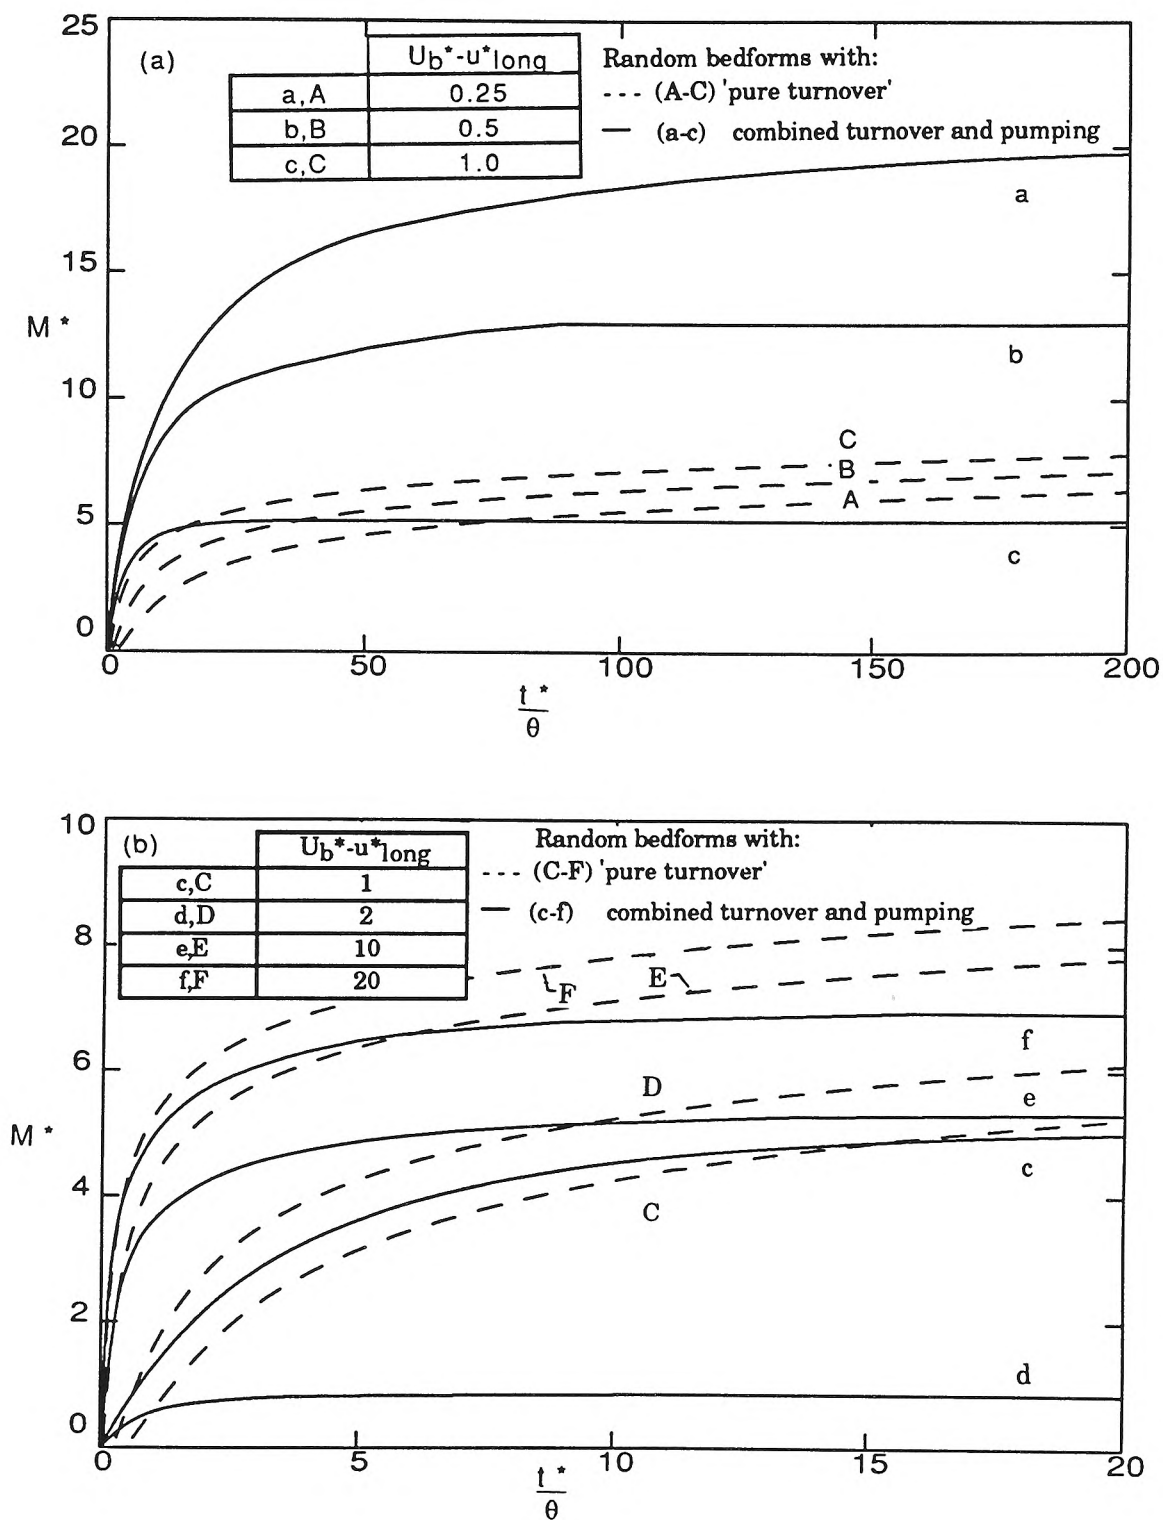 25
(a)
Ub*-u*long
a,A 0.25
b,B 0.5
c,C 1.0
Random bedforms with:
--- (A-C) 'pure turnover'
— (a-c) combined turnover and pumping
20
a
15
M*
b
10
C
B
A
5
c
0
0 50 100 150 200
t*
θ
10
(b)
Ub*-u*long
c,C 1
d,D 2
e,E 10
f,F 20
Random bedforms with:
--- (C-F) 'pure turnover'
— (c-f) combined turnover and pumping
8
E
F
6
f
D
e
M*
c
4
C
2
d
0
0 5 10 15 20
t*
θ